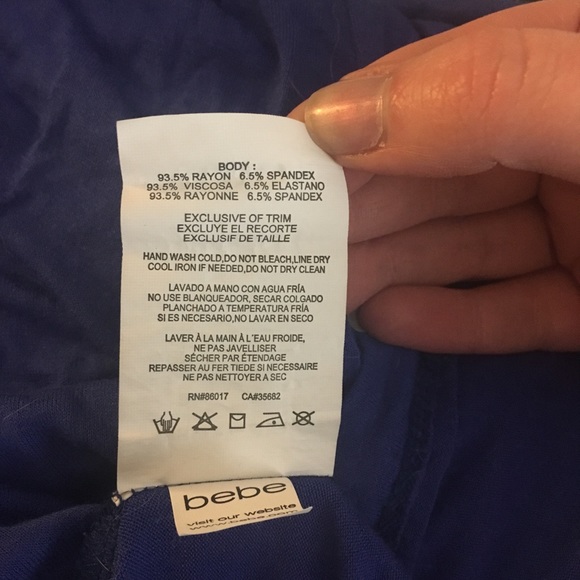 BODY :
93.5% RAYON 6.5% SPANDEX
93.5% VISCOSA 6.5% ELASTANO
93.5% RAYONNE 6.5% SPANDEX
EXCLUSIVE OF TRIM
EXCLUYE EL RECORTE
EXCLUSIF DE TAILLE
HAND WASH COLD,DO NOT BLEACH,LINE DRY
COOL IRON IF NEEDED,DO NOT DRY CLEAN
LAVADO A MANO CON AGUA FRÍA
NO USE BLANQUEADOR, SECAR COLGADO
PLANCHADO A TEMPERATURA FRÍA
SI ES NECESARIO,NO LAVAR EN SECO
LAVER À LA MAIN À L'EAU FROIDE,
NE PAS JAVELLISER
SÉCHER PAR ÉTENDAGE
REPASSER AU FER TIEDE SI NECESSAIRE
NE PAS NETTOYER A SEC
RN#86017 CA#35682
bebe
visit our website
www.bebe.com